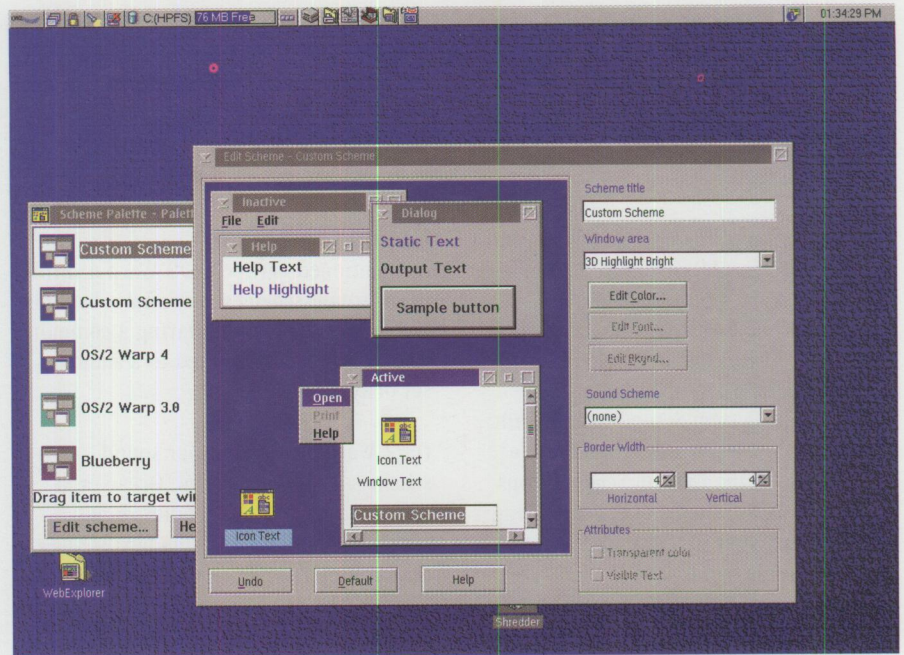 C:(HPFS) 76 MB Free
01:34:29 PM
Edit Scheme - Custom Scheme
Scheme Palette - Palett
Custom Scheme
Custom Scheme
OS/2 Warp 4
OS/2 Warp 3.0
Blueberry
Drag item to target wi
Edit scheme...
He
Inactive
File Edit
Help
Help Text
Help Highlight
Dialog
Static Text
Output Text
Sample button
Active
Open
Print
Help
Icon Text
Window Text
Custom Scheme
Icon Text
Scheme title
Custom Scheme
Window area
3D Highlight Bright
Edit Color...
Edit Font...
Edit Bkgnd...
Sound Scheme
(none)
Border Width
4
4
Horizontal
Vertical
Attributes
Transparent color
Visible Text
Undo
Default
Help
WebExplorer
Shredder